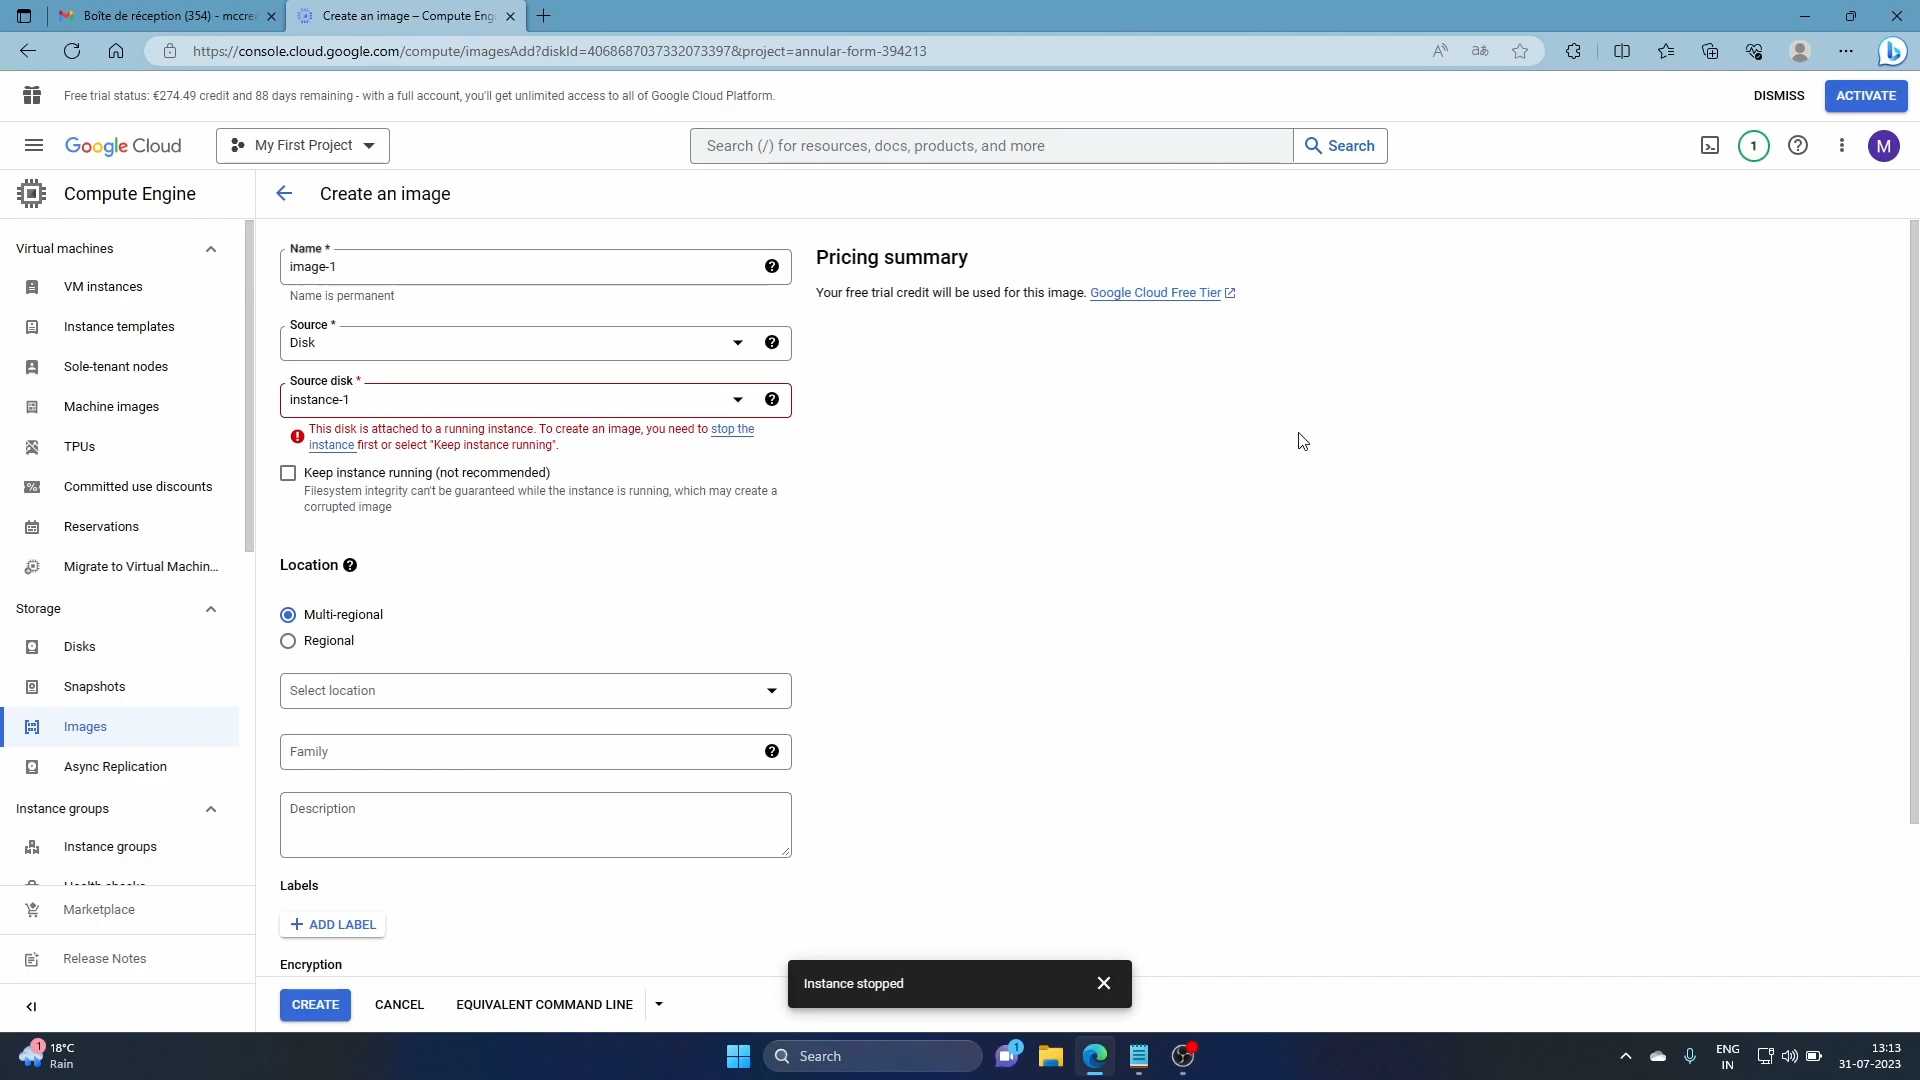 Boîte de réception (354) - mccrea
Create an image – Compute Eng
https://console.cloud.google.com/compute/imagesAdd?diskId=4068687037332073397&project=annular-form-394213
Free trial status: €274.49 credit and 88 days remaining - with a full account, you'll get unlimited access to all of Google Cloud Platform.
DISMISS
ACTIVATE
Google Cloud
My First Project
Search (/) for resources, docs, products, and more
Search
1
M
Compute Engine
Create an image
Virtual machines
VM instances
Instance templates
Sole-tenant nodes
Machine images
TPUs
Committed use discounts
Reservations
Migrate to Virtual Machin...
Storage
Disks
Snapshots
Images
Async Replication
Instance groups
Instance groups
Health checks
Marketplace
Release Notes
Name *
image-1
Name is permanent
Source *
Disk
Source disk *
instance-1
This disk is attached to a running instance. To create an image, you need to stop the
instance first or select "Keep instance running".
Keep instance running (not recommended)
Filesystem integrity can't be guaranteed while the instance is running, which may create a
corrupted image
Location
Multi-regional
Regional
Select location
Family
Description
Labels
ADD LABEL
Encryption
CREATE
CANCEL
EQUIVALENT COMMAND LINE
Pricing summary
Your free trial credit will be used for this image. Google Cloud Free Tier
Instance stopped
1
18°C
Rain
Search
1
ENG
IN
13:13
31-07-2023